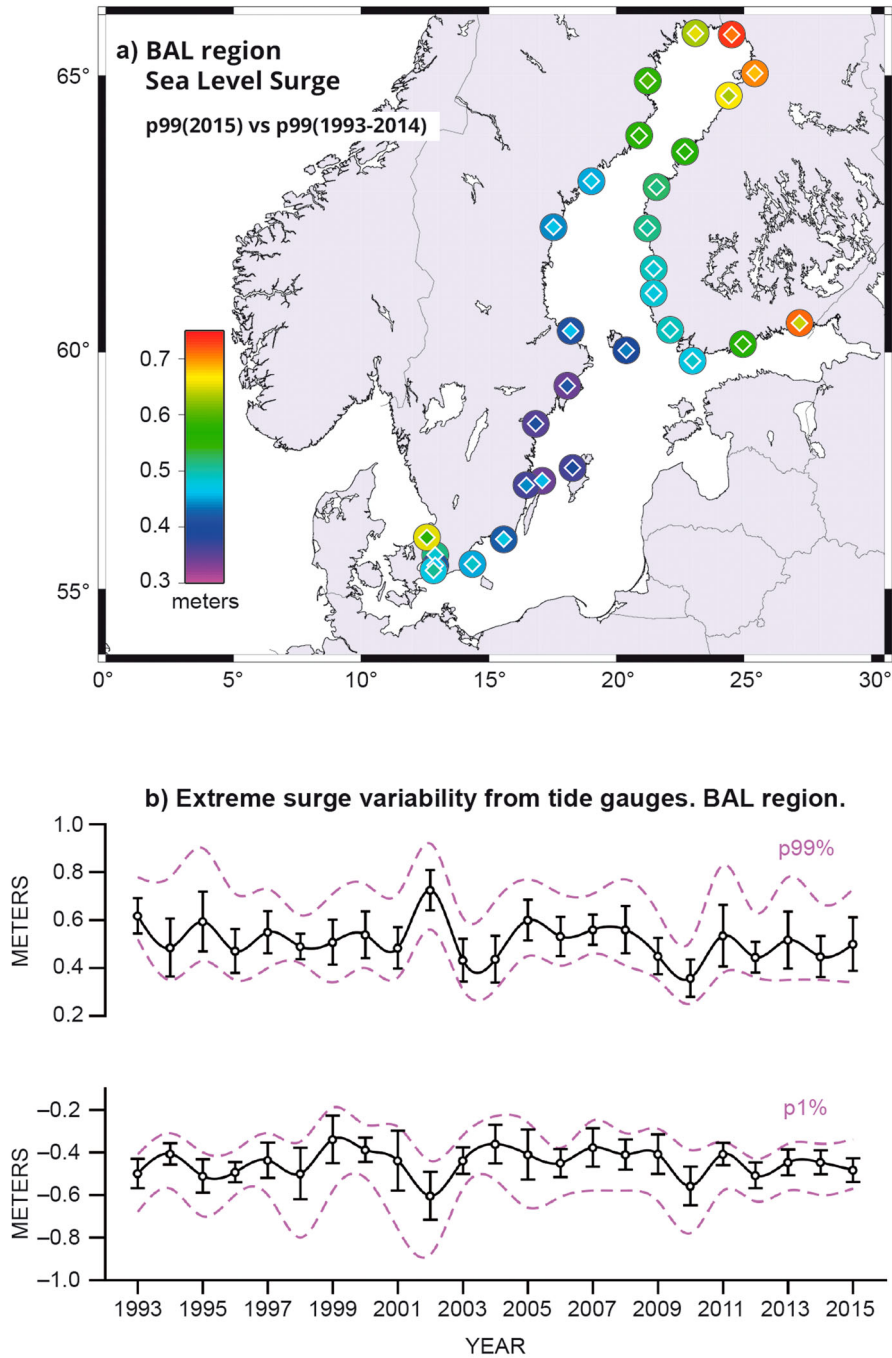 a) BAL region
Sea Level Surge
p99(2015) vs p99(1993-2014)
65°
60°
55°
0.7
0.6
0.5
0.4
0.3
meters
0° 5° 10° 15° 20° 25° 30°
b) Extreme surge variability from tide gauges. BAL region.
1.0
0.8
0.6
0.4
0.2
METERS
p99%
–0.2
–0.4
–0.6
–0.8
–1.0
METERS
p1%
1993 1995 1997 1999 2001 2003 2005 2007 2009 2011 2013 2015
YEAR